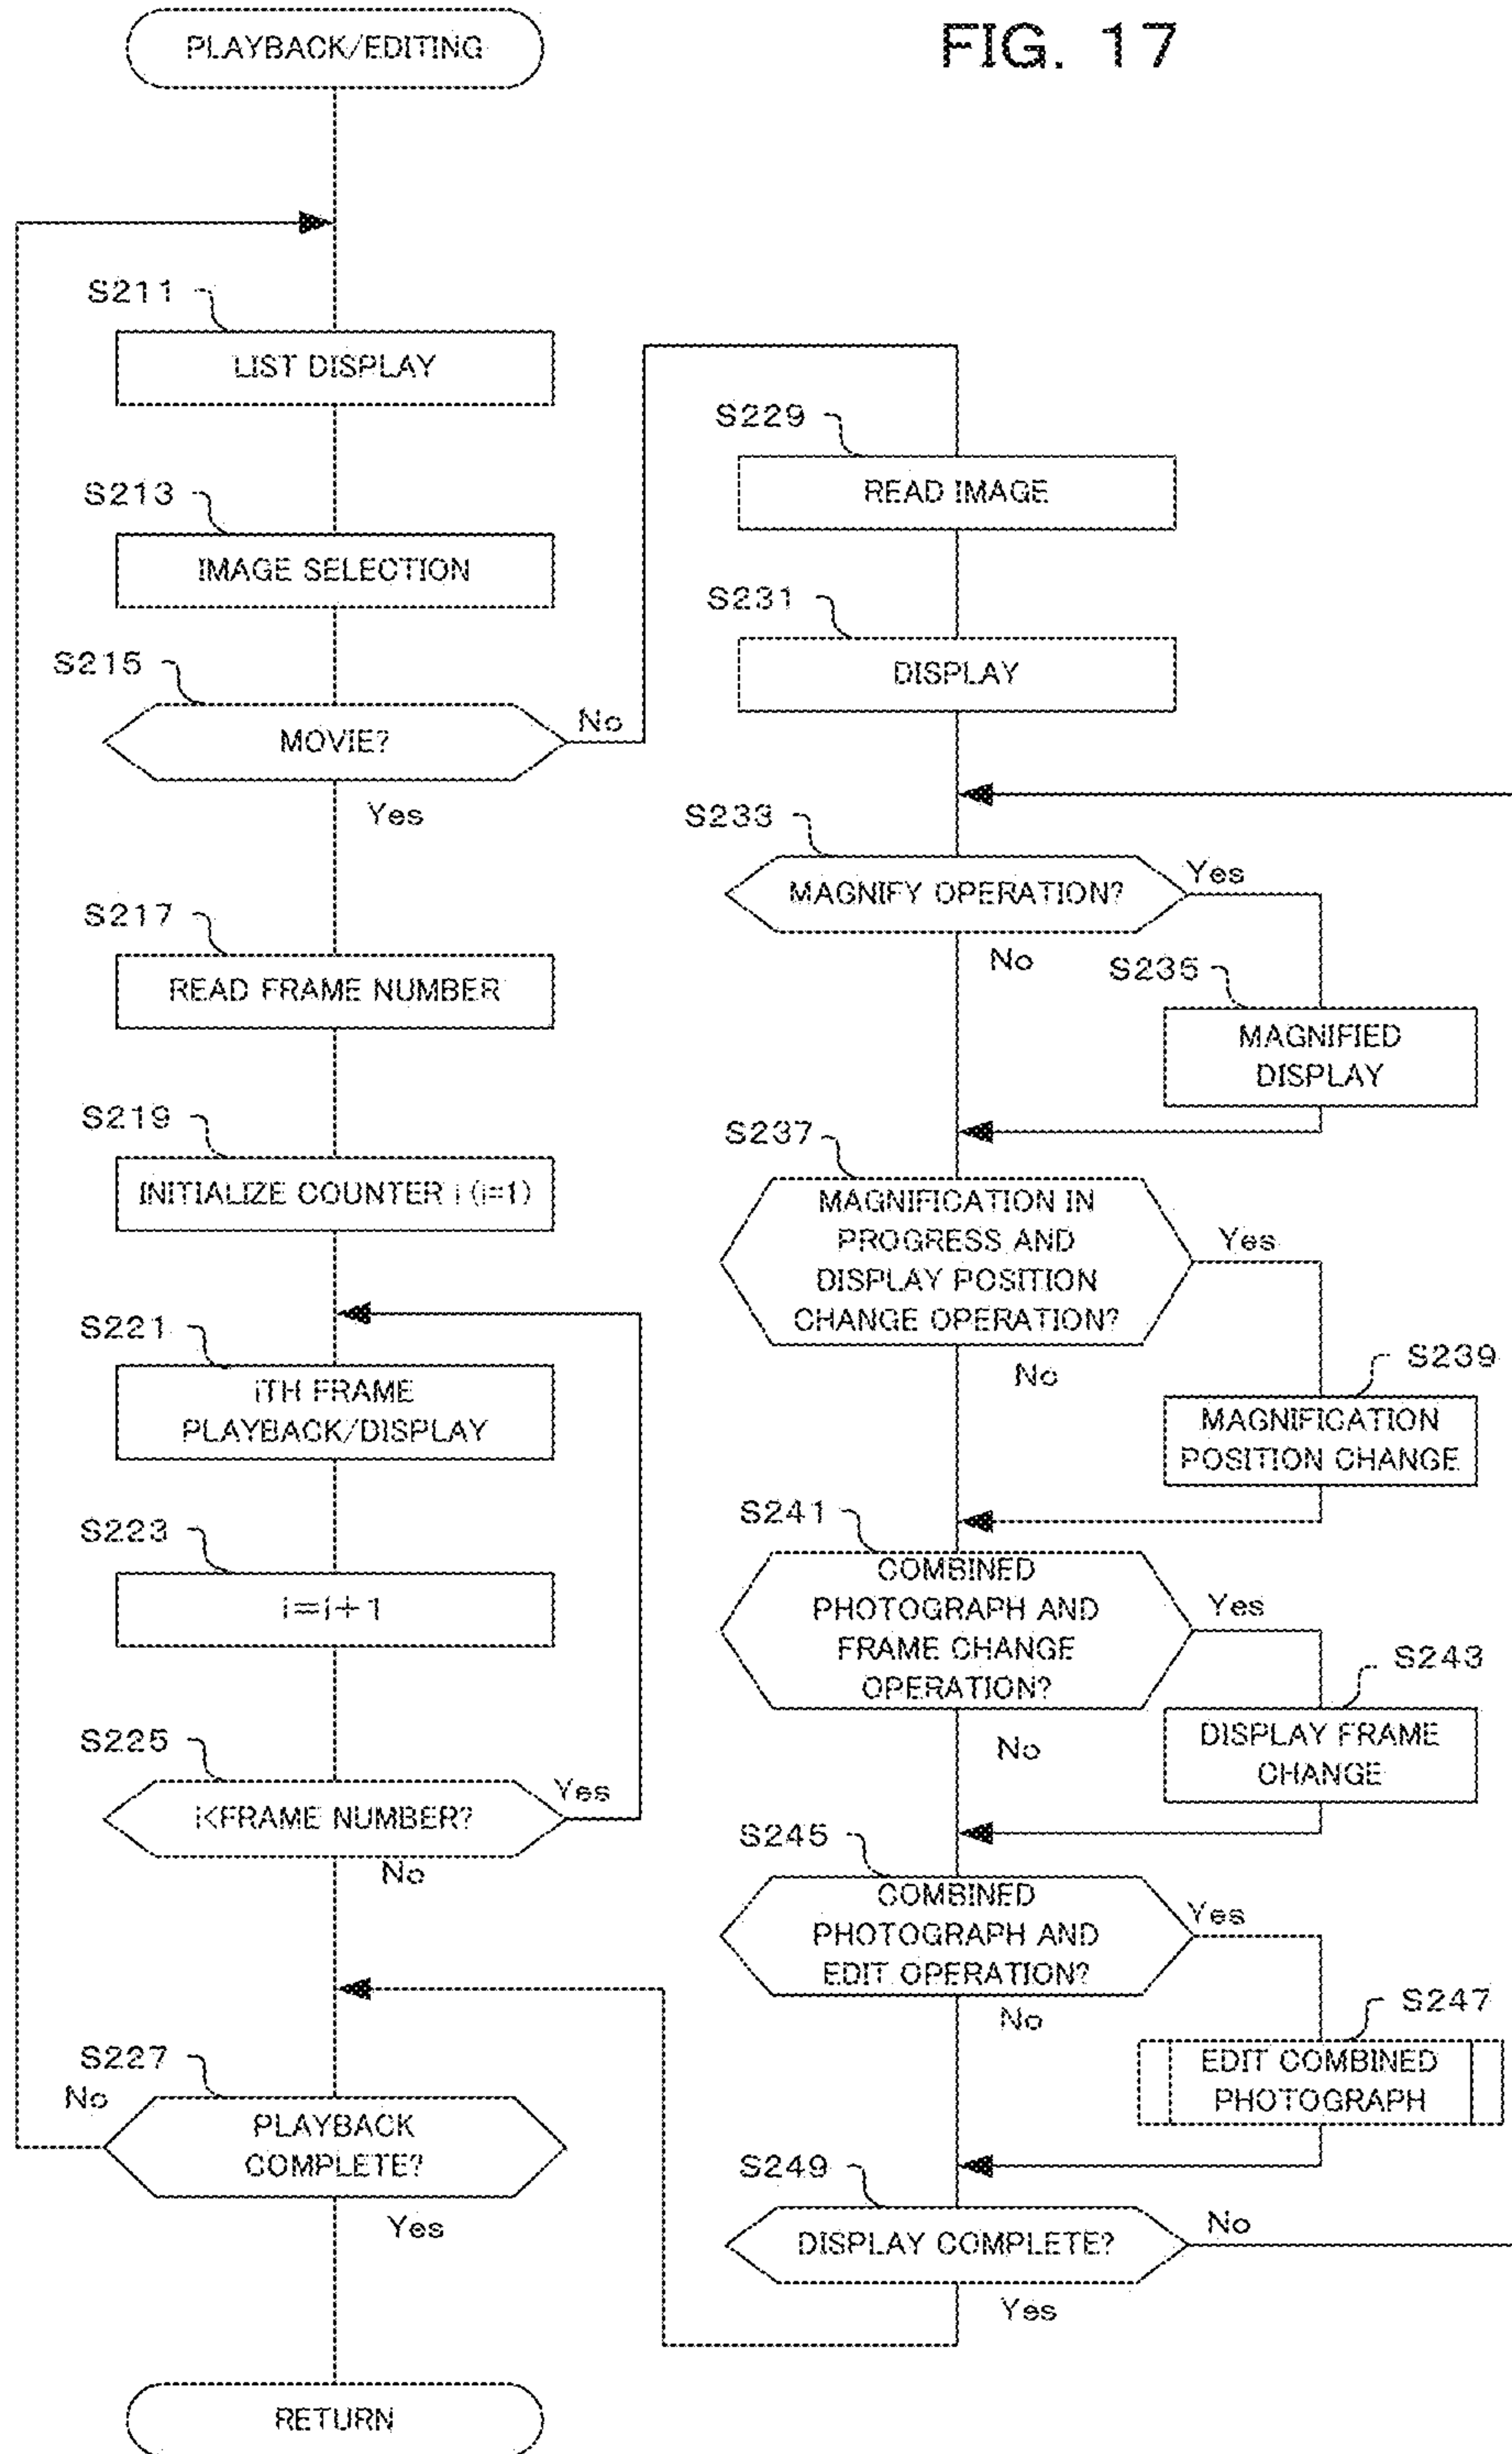 FIG. 17
PLAYBACK/EDITING
S211
LIST DISPLAY
S213
IMAGE SELECTION
S215
MOVIE?
No
Yes
S217
READ FRAME NUMBER
S219
INITIALIZE COUNTER i (i=1)
S221
iTH FRAME
PLAYBACK/DISPLAY
S223
i=i+1
S225
i<FRAME NUMBER?
Yes
No
S227
No
PLAYBACK
COMPLETE?
Yes
RETURN
S229
READ IMAGE
S231
DISPLAY
S233
MAGNIFY OPERATION?
Yes
No
S235
MAGNIFIED
DISPLAY
S237
MAGNIFICATION IN
PROGRESS AND
DISPLAY POSITION
CHANGE OPERATION?
Yes
No
S239
MAGNIFICATION
POSITION CHANGE
S241
COMBINED
PHOTOGRAPH AND
FRAME CHANGE
OPERATION?
Yes
No
S243
DISPLAY FRAME
CHANGE
S245
COMBINED
PHOTOGRAPH AND
EDIT OPERATION?
Yes
No
S247
EDIT COMBINED
PHOTOGRAPH
S249
DISPLAY COMPLETE?
No
Yes